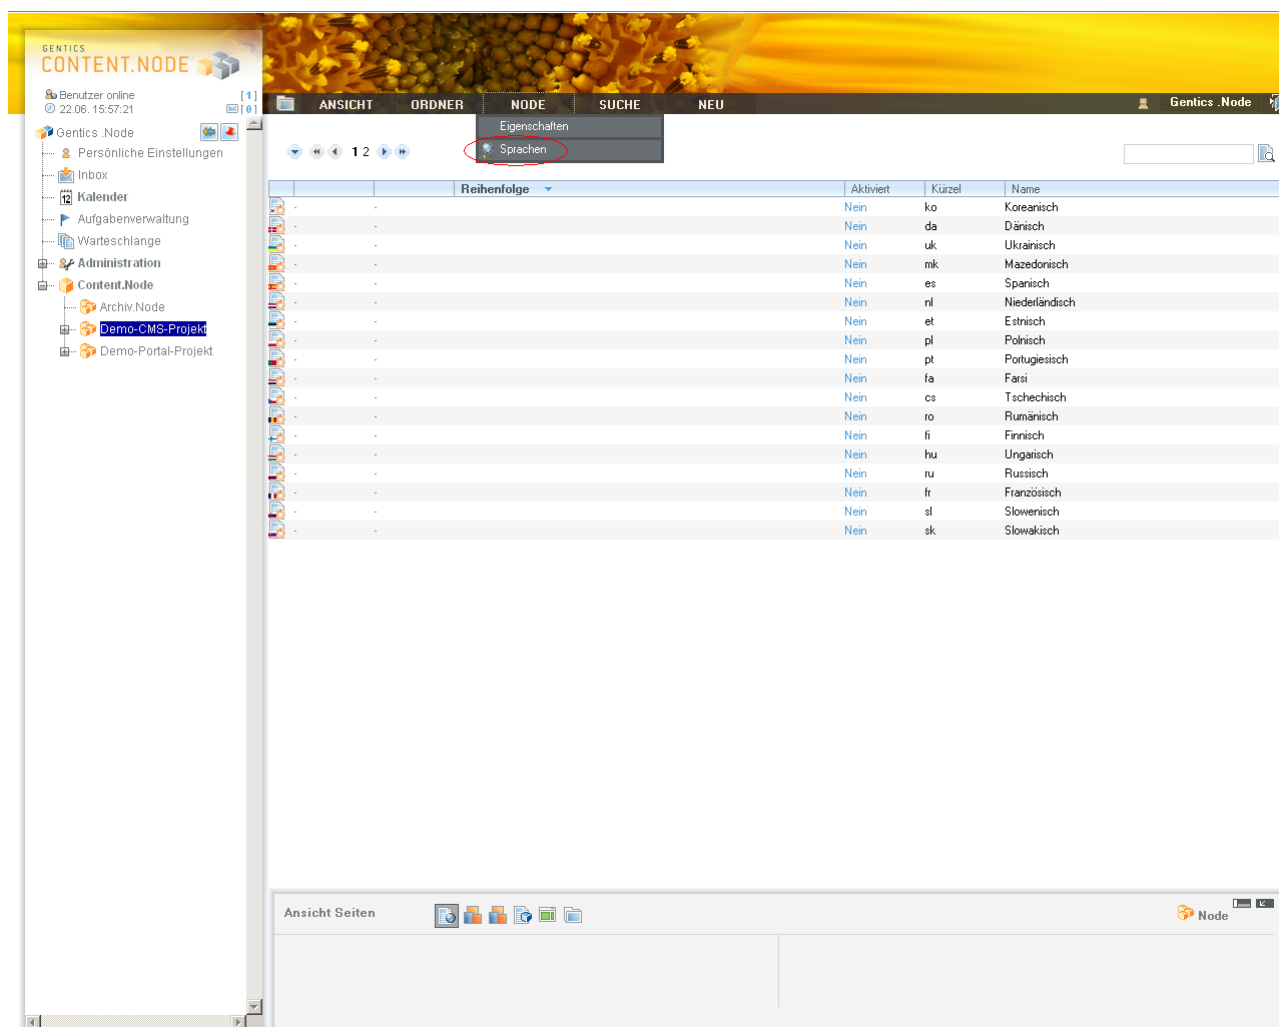 GENTICS
CONTENT.NODE
Benutzer online [1]
22.06. 15:57:21 [0]
ANSICHT ORDNER NODE SUCHE NEU Gentics .Node
Eigenschaften
Sprachen
Gentics .Node
Persönliche Einstellungen
Inbox
12 Kalender
Aufgabenverwaltung
Warteschlange
Administration
Content.Node
Archiv.Node
Demo-CMS-Projekt
Demo-Portal-Projekt
1 2
Reihenfolge Aktiviert Kürzel Name
- - Nein ko Koreanisch
- - Nein da Dänisch
- - Nein uk Ukrainisch
- - Nein mk Mazedonisch
- - Nein es Spanisch
- - Nein nl Niederländisch
- - Nein et Estnisch
- - Nein pl Polnisch
- - Nein pt Portugiesisch
- - Nein fa Farsi
- - Nein cs Tschechisch
- - Nein ro Rumänisch
- - Nein fi Finnisch
- - Nein hu Ungarisch
- - Nein ru Russisch
- - Nein fr Französisch
- - Nein sl Slowenisch
- - Nein sk Slowakisch
Ansicht Seiten Node